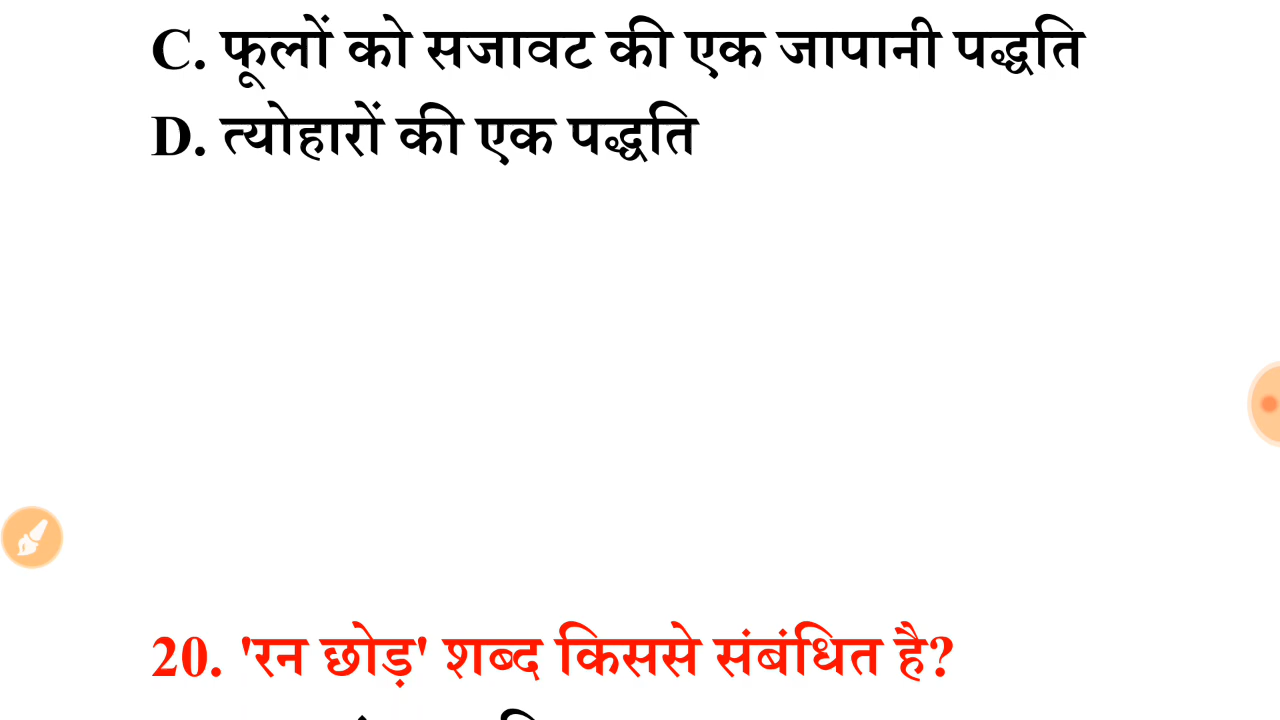 C. फूलों को सजावट की एक जापानी पद्धति
D. त्योहारों की एक पद्धति
20. 'रन छोड़' शब्द किससे संबंधित है?